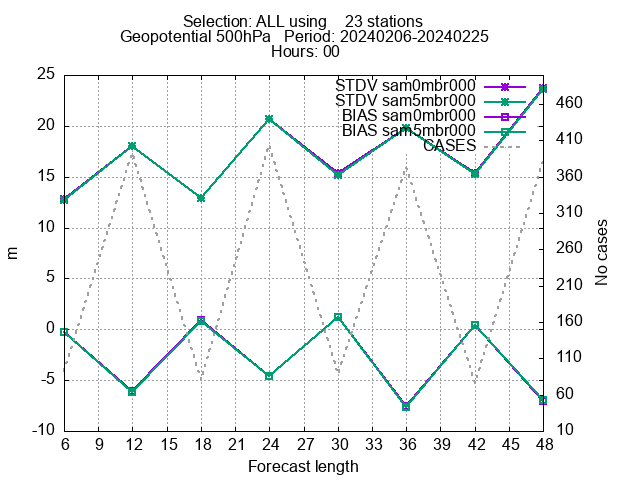 Selection: ALL using    23 stations
Geopotential 500hPa   Period: 20240206-20240225
Hours: 00
STDV sam0mbr000
STDV sam5mbr000
BIAS sam0mbr000
BIAS sam5mbr000
CASES
25
20
15
10
5
0
-5
-10
m
460
410
360
310
260
210
160
110
60
10
No cases
6 9 12 15 18 21 24 27 30 33 36 39 42 45 48
Forecast length